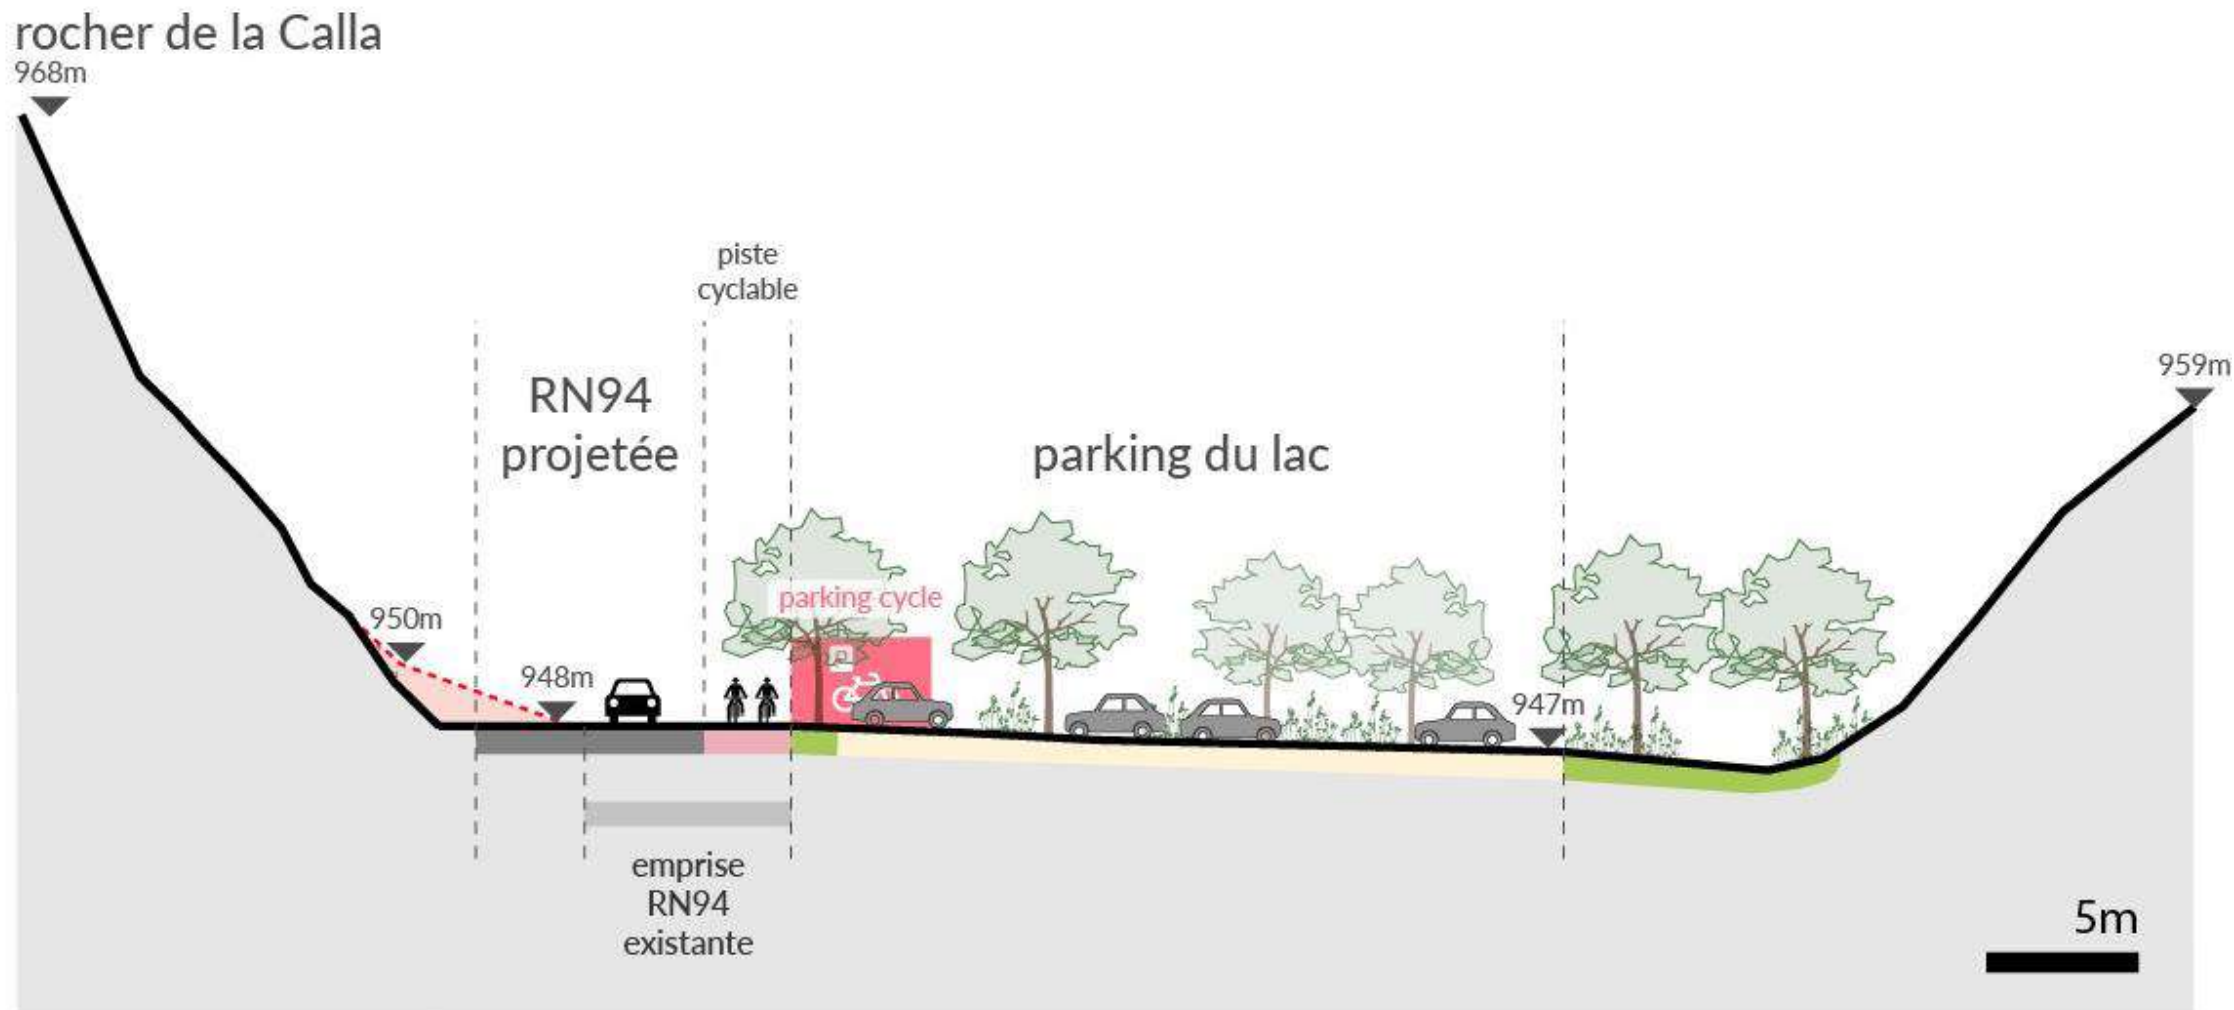 rocher de la Calla
968m
piste
cyclable
959m
RN94
projetée
parking du lac
parking cycle
950m
948m
947m
emprise
RN94
existante
5m